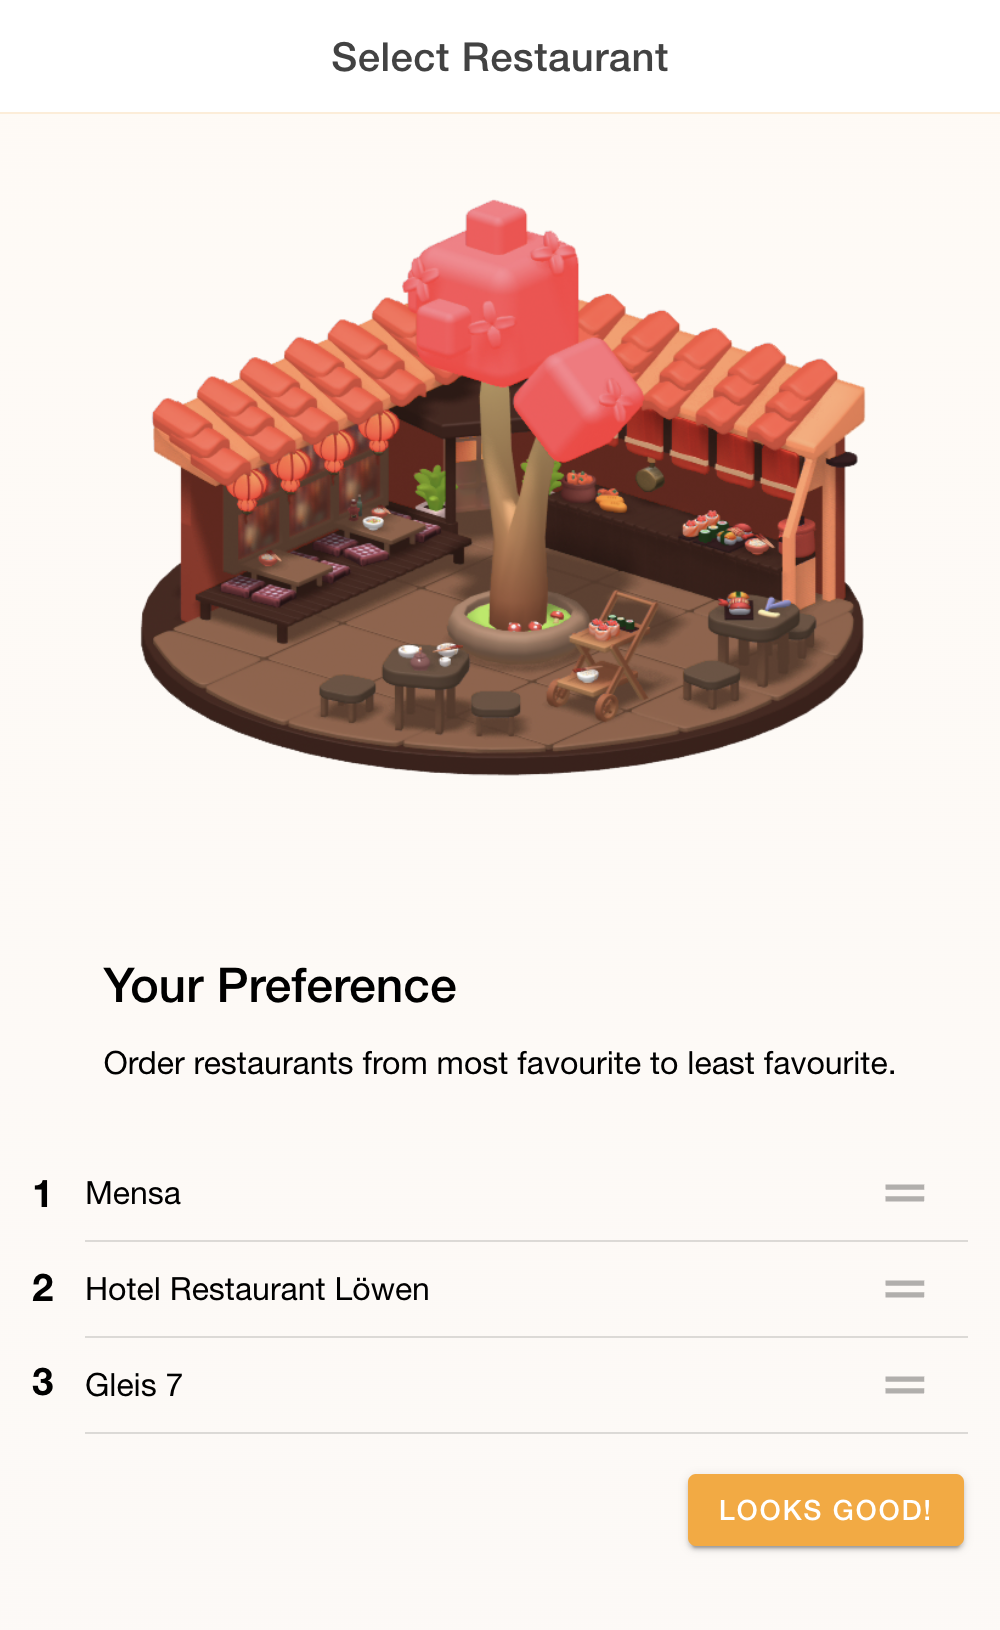 Select Restaurant
Your Preference
Order restaurants from most favourite to least favourite.
1 Mensa
2 Hotel Restaurant Löwen
3 Gleis 7
LOOKS GOOD!